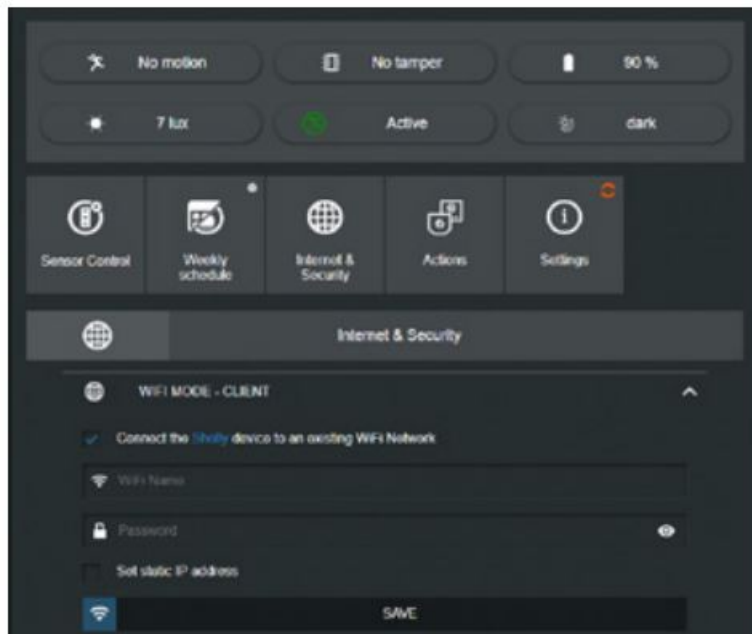 No motion
No tamper
90 %
7 lux
Active
dark
Sensor Control
Weekly
schedule
Internet &
Security
Actions
Settings
Internet & Security
WIFI MODE - CLIENT
Connect the Shelly device to an existing WiFi Network
WiFi Name
Password
Set static IP address
SAVE